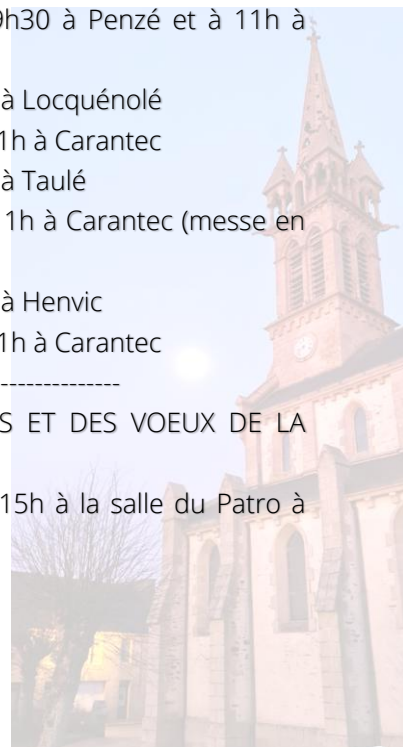 9h30 à Penzé et à 11h à
à Locquénolé
1h à Carantec
à Taulé
1h à Carantec (messe en
à Henvic
1h à Carantec
--------------
S ET DES VOEUX DE LA
15h à la salle du Patro à